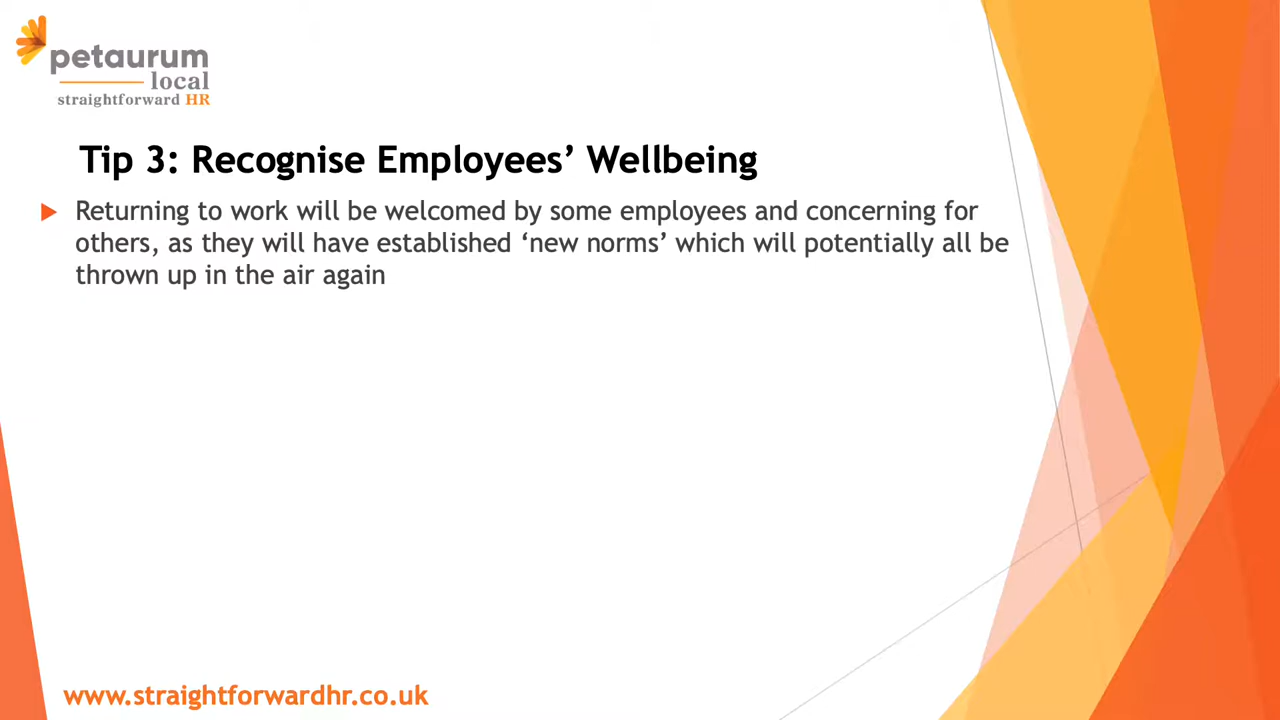 petaurum
local
straightforward HR
Tip 3: Recognise Employees’ Wellbeing
Returning to work will be welcomed by some employees and concerning for
others, as they will have established ‘new norms’ which will potentially all be
thrown up in the air again
www.straightforwardhr.co.uk